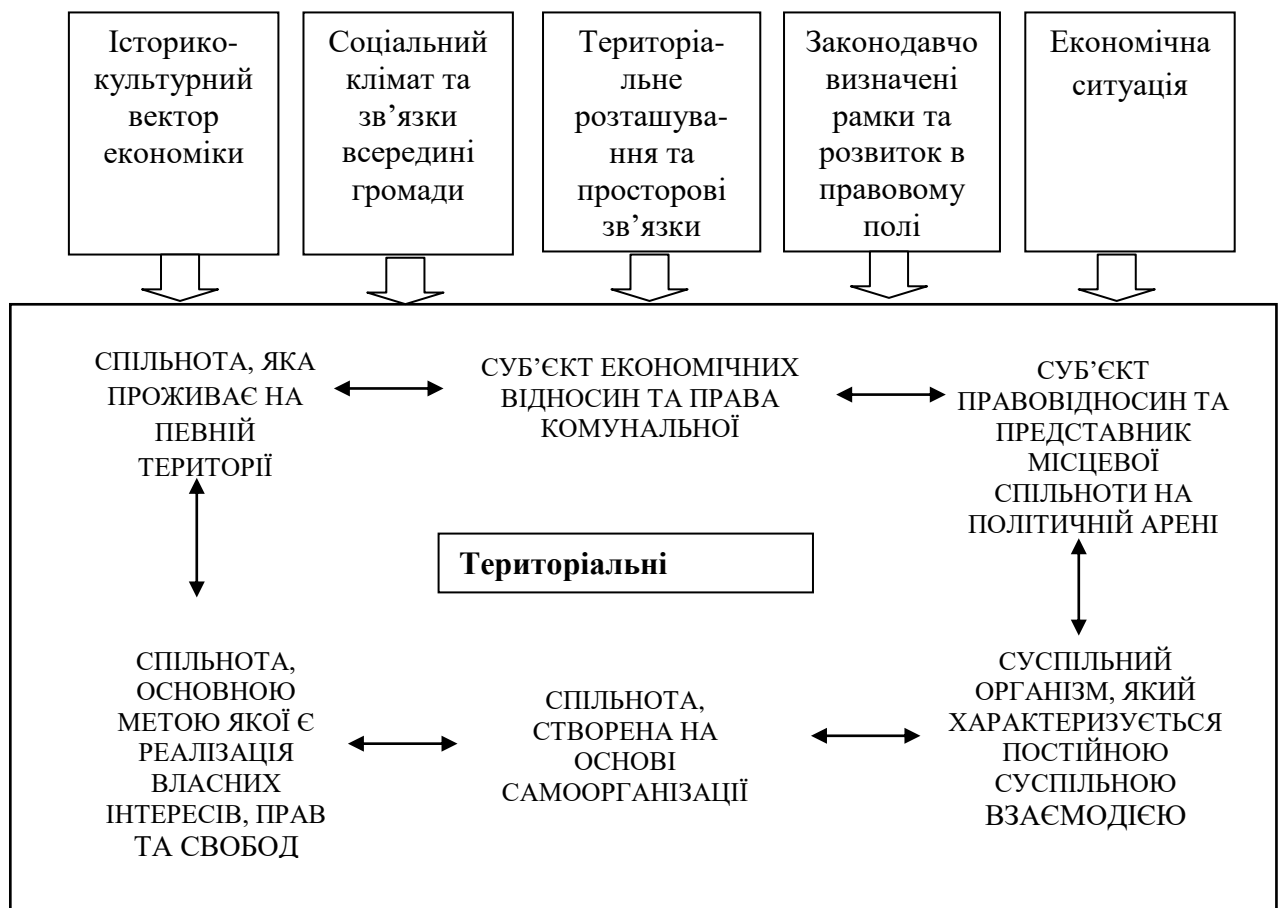 Історико-
культурний
вектор
економіки
Соціальний
клімат та
зв’язки
всередині
громади
Територіа-
льне
розташува-
ння та
просторові
зв’язки
Законодавчо
визначені
рамки та
розвиток в
правовому
полі
Економічна
ситуація
СПІЛЬНОТА, ЯКА
ПРОЖИВАЄ НА
ПЕВНІЙ
ТЕРИТОРІЇ
СУБ’ЄКТ ЕКОНОМІЧНИХ
ВІДНОСИН ТА ПРАВА
КОМУНАЛЬНОЇ
СУБ’ЄКТ
ПРАВОВІДНОСИН ТА
ПРЕДСТАВНИК
МІСЦЕВОЇ
СПІЛЬНОТИ НА
ПОЛІТИЧНІЙ АРЕНІ
Територіальні
СПІЛЬНОТА,
ОСНОВНОЮ
МЕТОЮ ЯКОЇ Є
РЕАЛІЗАЦІЯ
ВЛАСНИХ
ІНТЕРЕСІВ, ПРАВ
ТА СВОБОД
СПІЛЬНОТА,
СТВОРЕНА НА
ОСНОВІ
САМООРГАНІЗАЦІЇ
СУСПІЛЬНИЙ
ОРГАНІЗМ, ЯКИЙ
ХАРАКТЕРИЗУЄТЬСЯ
ПОСТІЙНОЮ
СУСПІЛЬНОЮ
ВЗАЄМОДІЄЮ